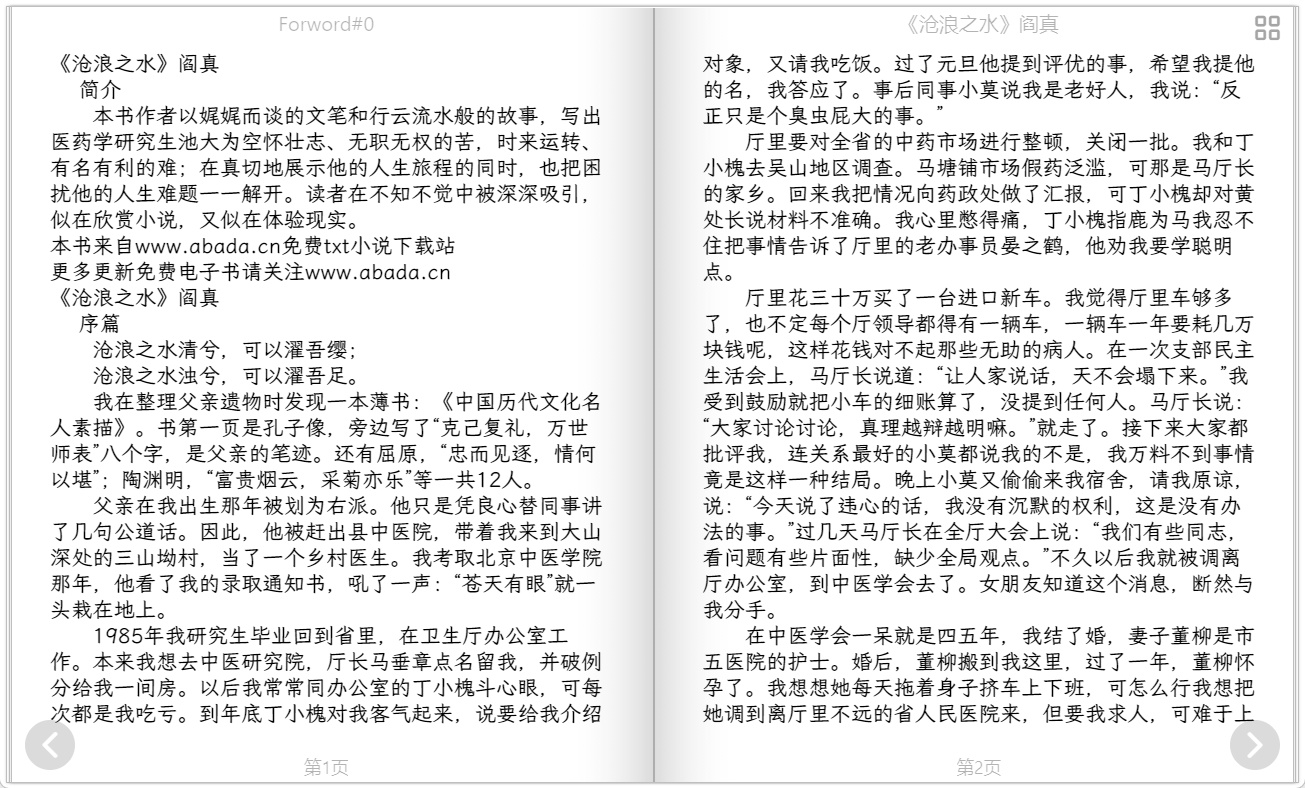 Forword#0
《沧浪之水》阎真
简介
本书作者以娓娓而谈的文笔和行云流水般的故事，写出
医药学研究生池大为空怀壮志、无职无权的苦，时来运转、
有名有利的难；在真切地展示他的人生旅程的同时，也把困
扰他的人生难题一一解开。读者在不知不觉中被深深吸引，
似在欣赏小说，又似在体验现实。
本书来自www.abada.cn免费txt小说下载站
更多更新免费电子书请关注www.abada.cn
《沧浪之水》阎真
序篇
沧浪之水清兮，可以濯吾缨；
沧浪之水浊兮，可以濯吾足。
我在整理父亲遗物时发现一本薄书：《中国历代文化名
人素描》。书第一页是孔子像，旁边写了“克己复礼，万世
师表”八个字，是父亲的笔迹。还有屈原，“忠而见逐，情何
以堪”；陶渊明，“富贵烟云，采菊亦乐”等一共12人。
父亲在我出生那年被划为右派。他只是凭良心替同事讲
了几句公道话。因此，他被赶出县中医院，带着我来到大山
深处的三山坳村，当了一个乡村医生。我考取北京中医学院
那年，他看了我的录取通知书，吼了一声：“苍天有眼”就一
头栽在地上。
1985年我研究生毕业回到省里，在卫生厅办公室工
作。本来我想去中医研究院，厅长马垂章点名留我，并破例
分给我一间房。以后我常常同办公室的丁小槐斗心眼，可每
次都是我吃亏。到年底丁小槐对我客气起来，说要给我介绍
第1页
《沧浪之水》阎真
对象，又请我吃饭。过了元旦他提到评优的事，希望我提他
的名，我答应了。事后同事小莫说我是老好人，我说：“反
正只是个臭虫屁大的事。”
厅里要对全省的中药市场进行整顿，关闭一批。我和丁
小槐去吴山地区调查。马塘铺市场假药泛滥，可那是马厅长
的家乡。回来我把情况向药政处做了汇报，可丁小槐却对黄
处长说材料不准确。我心里憋得痛，丁小槐指鹿为马我忍不
住把事情告诉了厅里的老办事员晏之鹤，他劝我要学聪明
点。
厅里花三十万买了一台进口新车。我觉得厅里车够多
了，也不定每个厅领导都得有一辆车，一辆车一年要耗几万
块钱呢，这样花钱对不起那些无助的病人。在一次支部民主
生活会上，马厅长说道：“让人家说话，天不会塌下来。”我
受到鼓励就把小车的细账算了，没提到任何人。马厅长说：
“大家讨论讨论，真理越辩越明嘛。”就走了。接下来大家都
批评我，连关系最好的小莫都说我的不是，我万料不到事情
竟是这样一种结局。晚上小莫又偷偷来我宿舍，请我原谅，
说：“今天说了违心的话，我没有沉默的权利，这是没有办
法的事。”过几天马厅长在全厅大会上说：“我们有些同志，
看问题有些片面性，缺少全局观点。”不久以后我就被调离
厅办公室，到中医学会去了。女朋友知道这个消息，断然与
我分手。
在中医学会一呆就是四五年，我结了婚，妻子董柳是市
五医院的护士。婚后，董柳搬到我这里，过了一年，董柳怀
孕了。我想想她每天拖着身子挤车上下班，可怎么行我想把
她调到离厅里不远的省人民医院来，但要我求人，可难于上
第2页